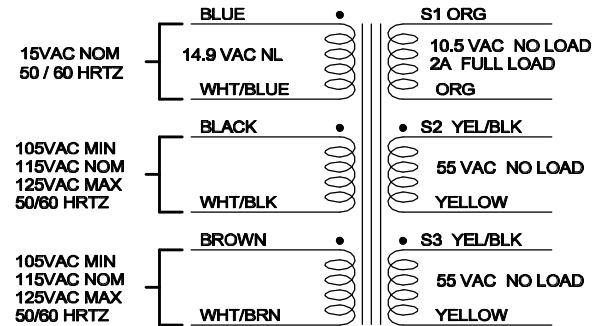 BLUE
S1 ORG
15VAC NOM
50 / 60 HRTZ
14.9 VAC NL
10.5 VAC NO LOAD
2A FULL LOAD
WHT/BLUE
ORG
BLACK
S2 YEL/BLK
105VAC MIN
115VAC NOM
125VAC MAX
50/60 HRTZ
55 VAC NO LOAD
WHT/BLK
YELLOW
BROWN
S3 YEL/BLK
105VAC MIN
115VAC NOM
125VAC MAX
50/60 HRTZ
55 VAC NO LOAD
WHT/BRN
YELLOW